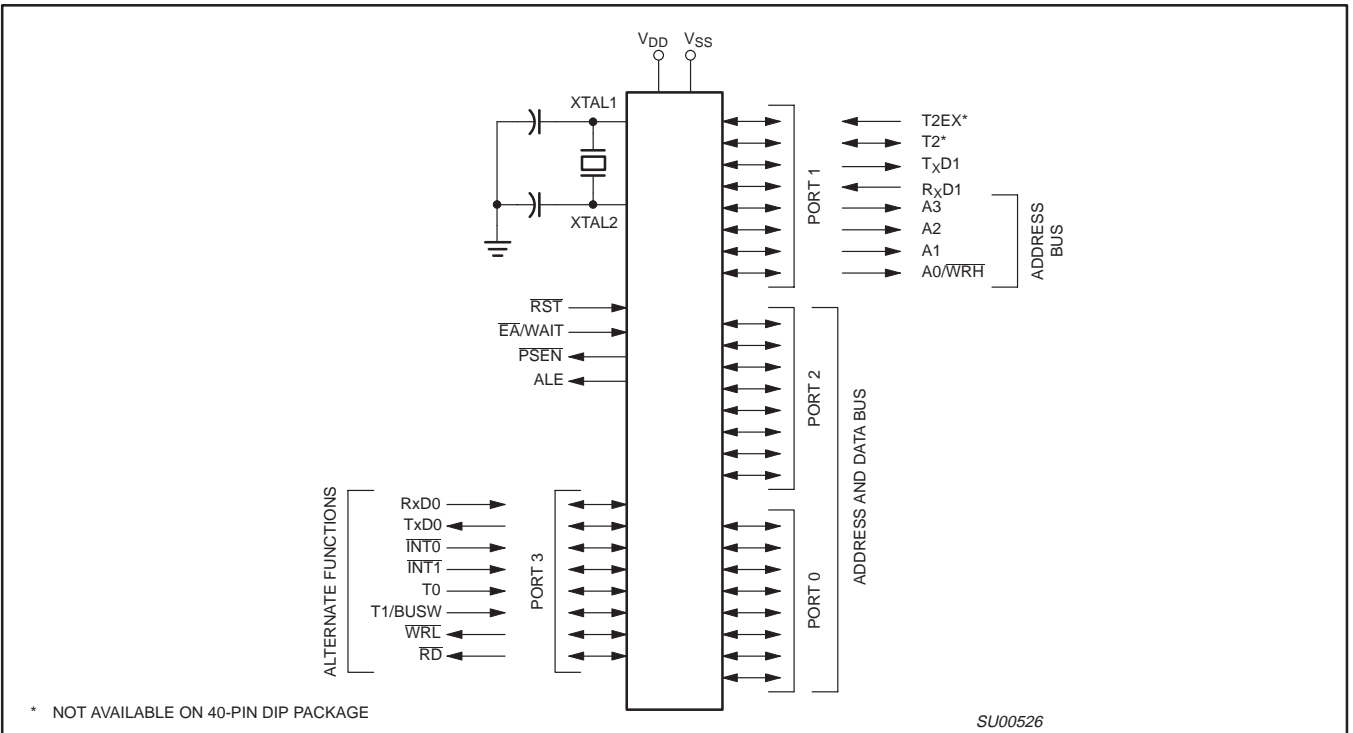 VDD VSS
XTAL1
XTAL2
RST
EA/WAIT
PSEN
ALE
PORT 1
T2EX*
T2*
TXD1
RXD1
A3
A2
A1
A0/WRH
ADDRESS
BUS
PORT 2
PORT 0
ADDRESS AND DATA BUS
ALTERNATE FUNCTIONS
RxD0
TxD0
INT0
INT1
T0
T1/BUSW
WRL
RD
PORT 3
* NOT AVAILABLE ON 40-PIN DIP PACKAGE
SU00526